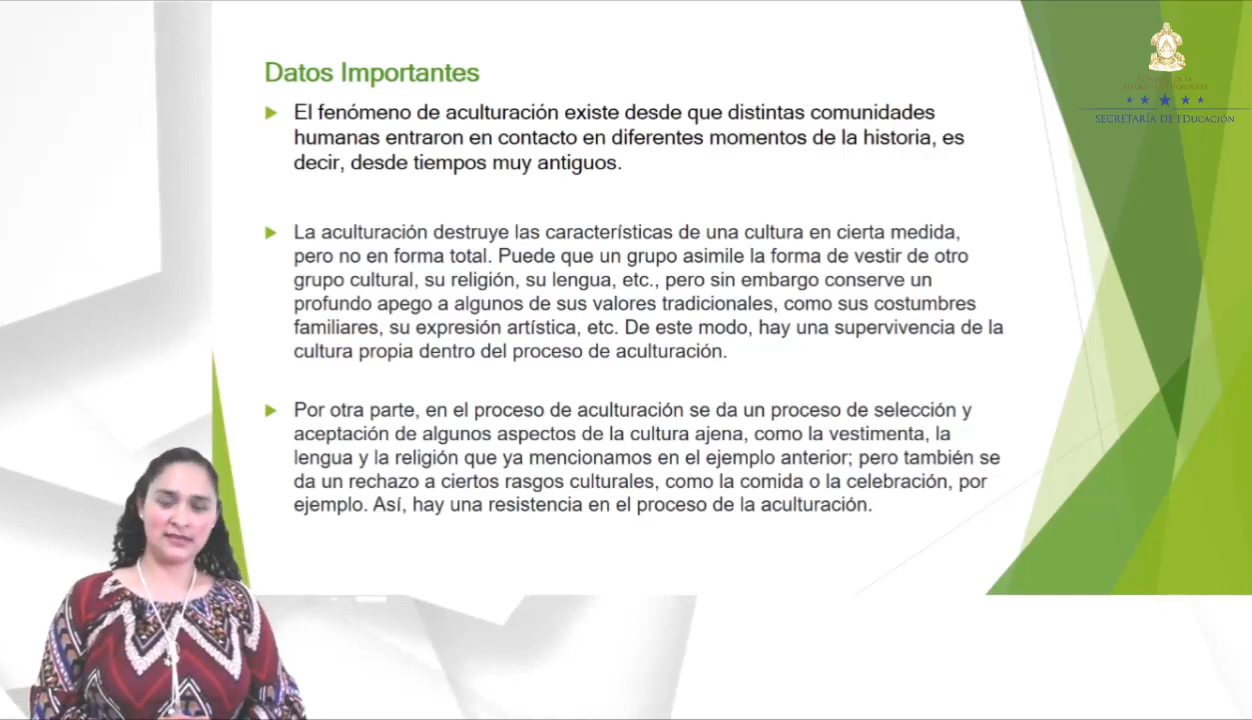 Datos Importantes
El fenómeno de aculturación existe desde que distintas comunidades
humanas entraron en contacto en diferentes momentos de la historia, es
decir, desde tiempos muy antiguos.
La aculturación destruye las características de una cultura en cierta medida,
pero no en forma total. Puede que un grupo asimile la forma de vestir de otro
grupo cultural, su religión, su lengua, etc., pero sin embargo conserve un
profundo apego a algunos de sus valores tradicionales, como sus costumbres
familiares, su expresión artística, etc. De este modo, hay una supervivencia de la
cultura propia dentro del proceso de aculturación.
Por otra parte, en el proceso de aculturación se da un proceso de selección y
aceptación de algunos aspectos de la cultura ajena, como la vestimenta, la
lengua y la religión que ya mencionamos en el ejemplo anterior; pero también se
da un rechazo a ciertos rasgos culturales, como la comida o la celebración, por
ejemplo. Así, hay una resistencia en el proceso de la aculturación.
SECRETARÍA DE EDUCACIÓN